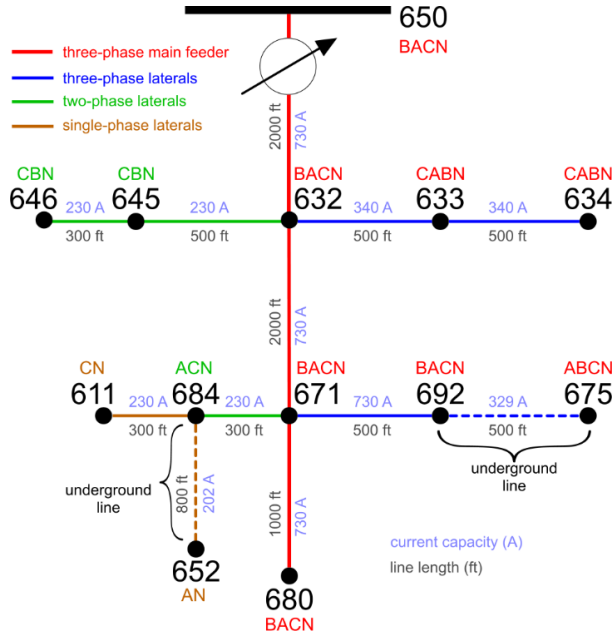 650
BACN
three-phase main feeder
three-phase laterals
two-phase laterals
single-phase laterals
2000 ft
730 A
CBN
646
CBN
645
BACN
632
CABN
633
CABN
634
230 A
300 ft
230 A
500 ft
340 A
500 ft
340 A
500 ft
2000 ft
730 A
CN
611
ACN
684
BACN
671
BACN
692
ABCN
675
230 A
300 ft
230 A
300 ft
730 A
500 ft
329 A
500 ft
underground
line
800 ft
202 A
underground
line
1000 ft
730 A
652
AN
680
BACN
current capacity (A)
line length (ft)